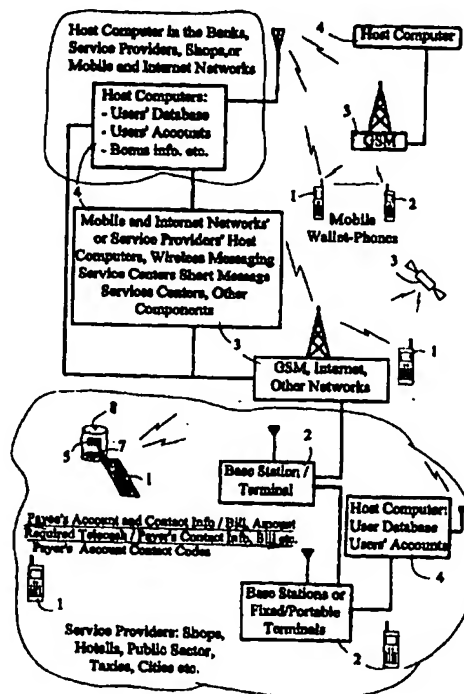 Host Computer in the Banks,
Service Providers, Shops, or
Mobile and Internet Networks
4
Host Computer
Host Computers:
- Users' Database
- Users' Accounts
- Bonus info. etc.
4
3
GSM
1
2
Mobile
Wallet-Phones
Mobile and Internet Networks'
or Service Providers' Host
Computers, Wireless Messaging
Service Centers Short Message
Services Centers, Other
Components
3
3
1
GSM, Internet,
Other Networks
8
5
7
1
2
Base Station /
Terminal
Payee's Account and Contact Info / Bill, Amount
Required Telecash / Payer's Contact Info, Bill etc.
Payer's Account Contact Codes
Host Computer:
User Database
Users' Accounts
4
1
Base Stations or
Fixed/Portable
Terminals
2
Service Providers: Shops,
Hotells, Public Sector,
Taxies, Cities etc.